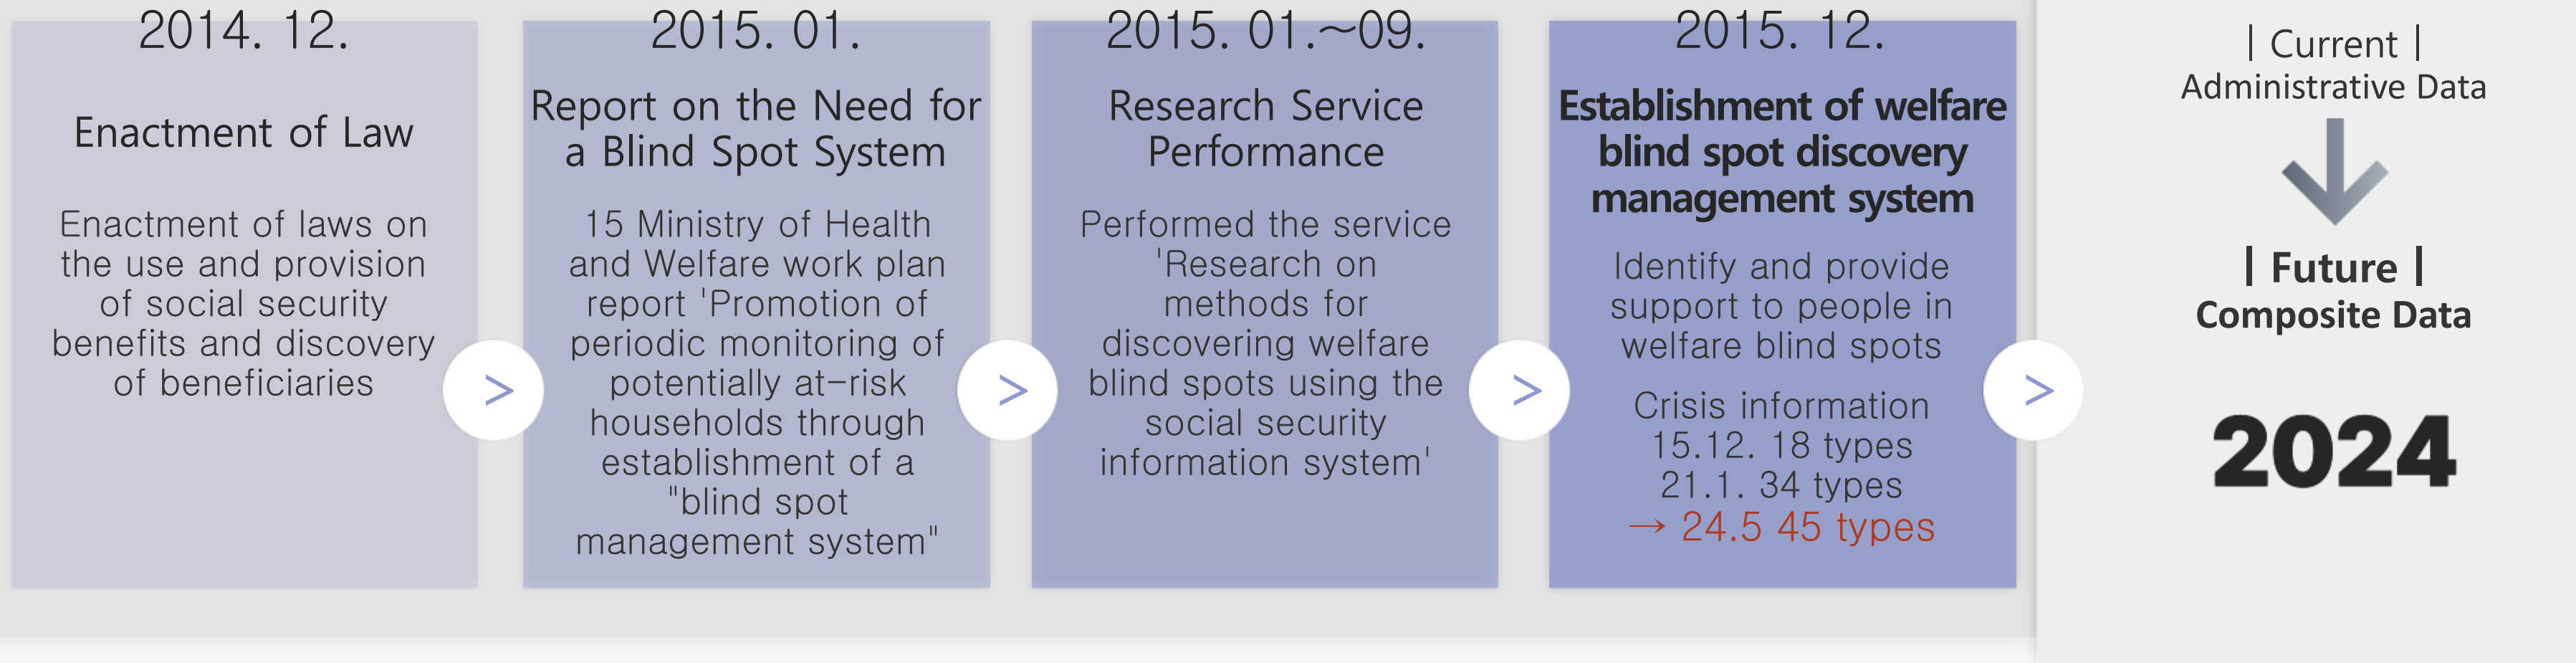 2014. 12.
Enactment of Law
Enactment of laws on
the use and provision
of social security
benefits and discovery
of beneficiaries
>
2015. 01.
Report on the Need for
a Blind Spot System
15 Ministry of Health
and Welfare work plan
report 'Promotion of
periodic monitoring of
potentially at-risk
households through
establishment of a
"blind spot
management system"
>
2015. 01.~09.
Research Service
Performance
Performed the service
'Research on
methods for
discovering welfare
blind spots using the
social security
information system'
>
2015. 12.
Establishment of welfare
blind spot discovery
management system
Identify and provide
support to people in
welfare blind spots
Crisis information
15.12. 18 types
21.1. 34 types
→ 24.5 45 types
>
| Current |
Administrative Data
| Future |
Composite Data
2024